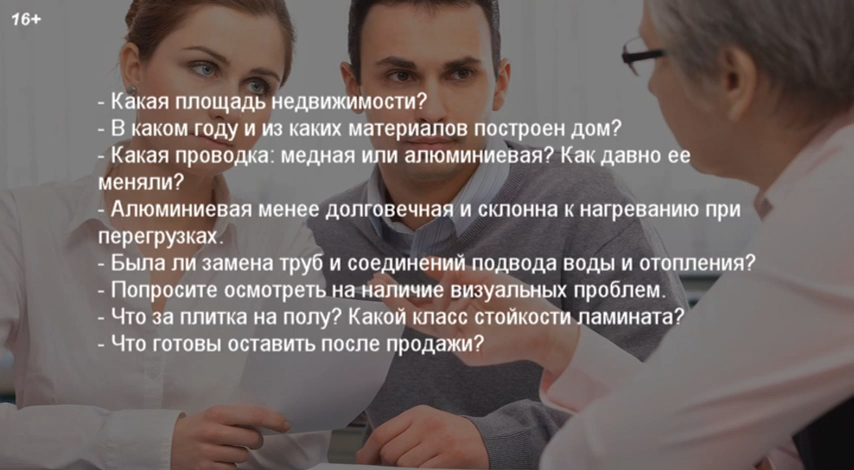 16+
- Какая площадь недвижимости?
- В каком году и из каких материалов построен дом?
- Какая проводка: медная или алюминиевая? Как давно ее
меняли?
- Алюминиевая менее долговечная и склонна к нагреванию при
перегрузках.
- Была ли замена труб и соединений подвода воды и отопления?
- Попросите осмотреть на наличие визуальных проблем.
- Что за плитка на полу? Какой класс стойкости ламината?
- Что готовы оставить после продажи?